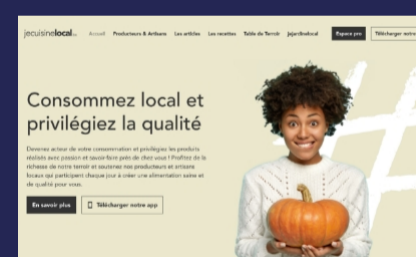 jecuisinelocal
Accueil Producteurs & Artisans Les articles Les recettes Table de Terroir jejardinelocal Espace pro Télécharger notre
Consommez local et
privilégiez la qualité
Devenez acteur de votre consommation et privilégiez les produits
réalisés avec passion et savoir-faire près de chez vous ! Profitez de la
richesse de notre terroir et soutenez nos producteurs et artisans
locaux qui participent chaque jour à créer une alimentation saine et
de qualité pour vous.
En savoir plus Télécharger notre app